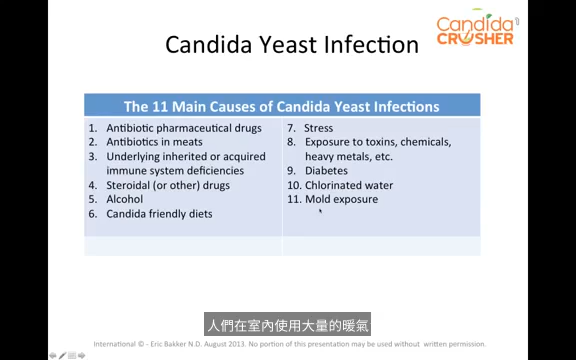 Candida
CRUSHER
Candida Yeast Infection
The 11 Main Causes of Candida Yeast Infections
1. Antibiotic pharmaceutical drugs
2. Antibiotics in meats
3. Underlying inherited or acquired
immune system deficiencies
4. Steroidal (or other) drugs
5. Alcohol
6. Candida friendly diets
7. Stress
8. Exposure to toxins, chemicals,
heavy metals, etc.
9. Diabetes
10. Chlorinated water
11. Mold exposure
人們在室內使用大量的暖氣
International © - Eric Bakker N.D. August 2013. No portion of this presentation may be used without written permission.